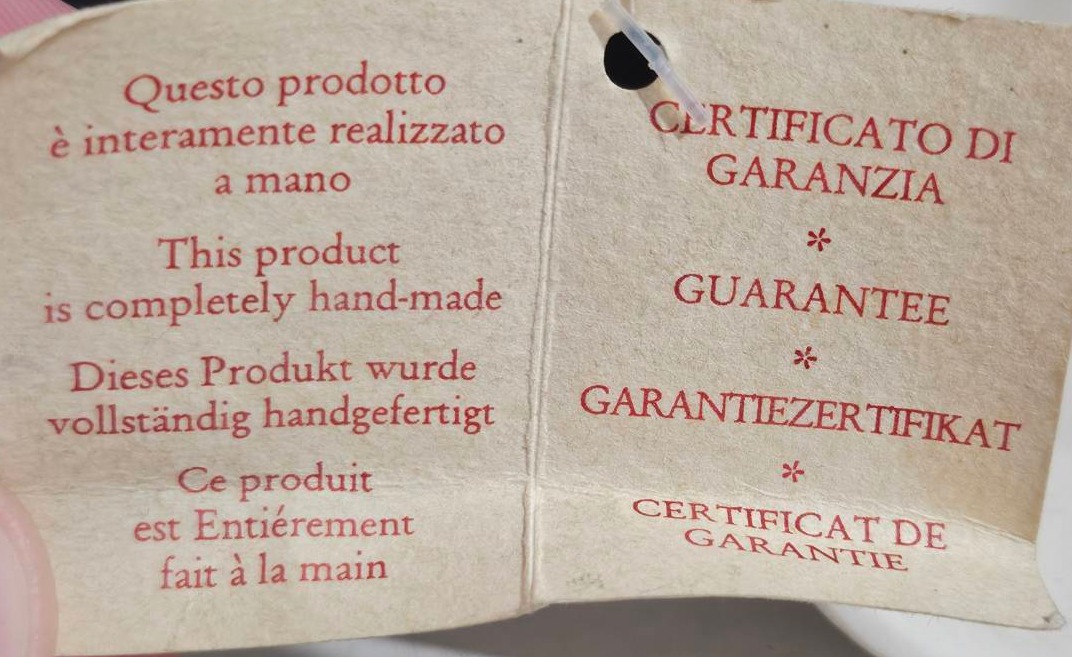 Questo prodotto
è interamente realizzato
a mano
This product
is completely hand-made
Dieses Produkt wurde
vollständig handgefertigt
Ce produit
est Entiérement
fait à la main
CERTIFICATO DI
GARANZIA
*
GUARANTEE
*
GARANTIEZERTIFIKAT
*
CERTIFICAT DE
GARANTIE